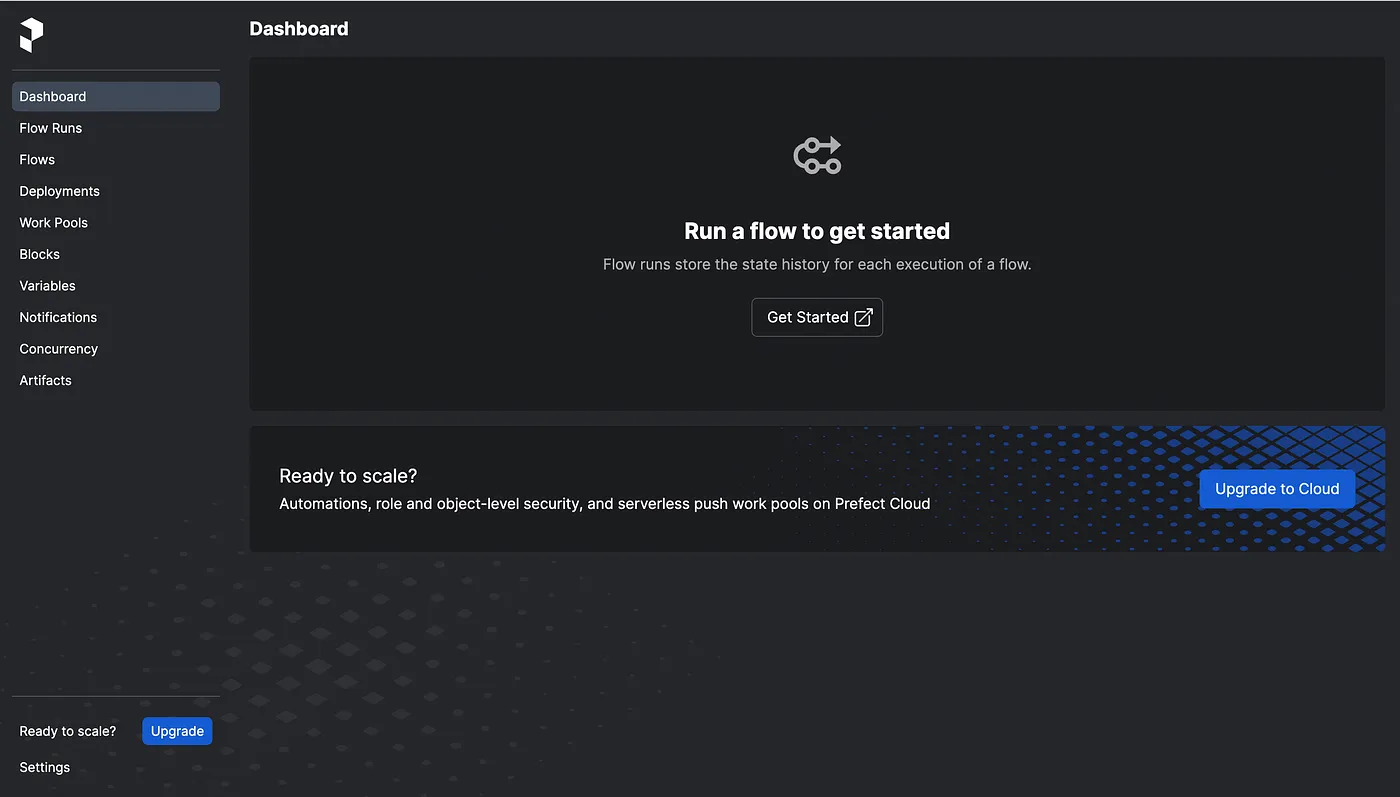 Dashboard
Flow Runs
Flows
Deployments
Work Pools
Blocks
Variables
Notifications
Concurrency
Artifacts
Ready to scale?
Upgrade
Settings
Dashboard
Run a flow to get started
Flow runs store the state history for each execution of a flow.
Get Started
Ready to scale?
Automations, role and object-level security, and serverless push work pools on Prefect Cloud
Upgrade to Cloud